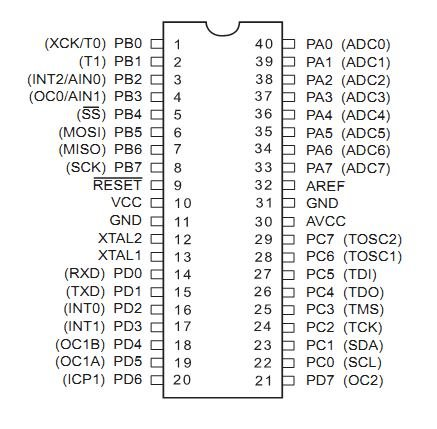 (XCK/T0) PB0 1 40 PA0 (ADC0)
(T1) PB1 2 39 PA1 (ADC1)
(INT2/AIN0) PB2 3 38 PA2 (ADC2)
(OC0/AIN1) PB3 4 37 PA3 (ADC3)
(SS) PB4 5 36 PA4 (ADC4)
(MOSI) PB5 6 35 PA5 (ADC5)
(MISO) PB6 7 34 PA6 (ADC6)
(SCK) PB7 8 33 PA7 (ADC7)
RESET 9 32 AREF
VCC 10 31 GND
GND 11 30 AVCC
XTAL2 12 29 PC7 (TOSC2)
XTAL1 13 28 PC6 (TOSC1)
(RXD) PD0 14 27 PC5 (TDI)
(TXD) PD1 15 26 PC4 (TDO)
(INT0) PD2 16 25 PC3 (TMS)
(INT1) PD3 17 24 PC2 (TCK)
(OC1B) PD4 18 23 PC1 (SDA)
(OC1A) PD5 19 22 PC0 (SCL)
(ICP1) PD6 20 21 PD7 (OC2)